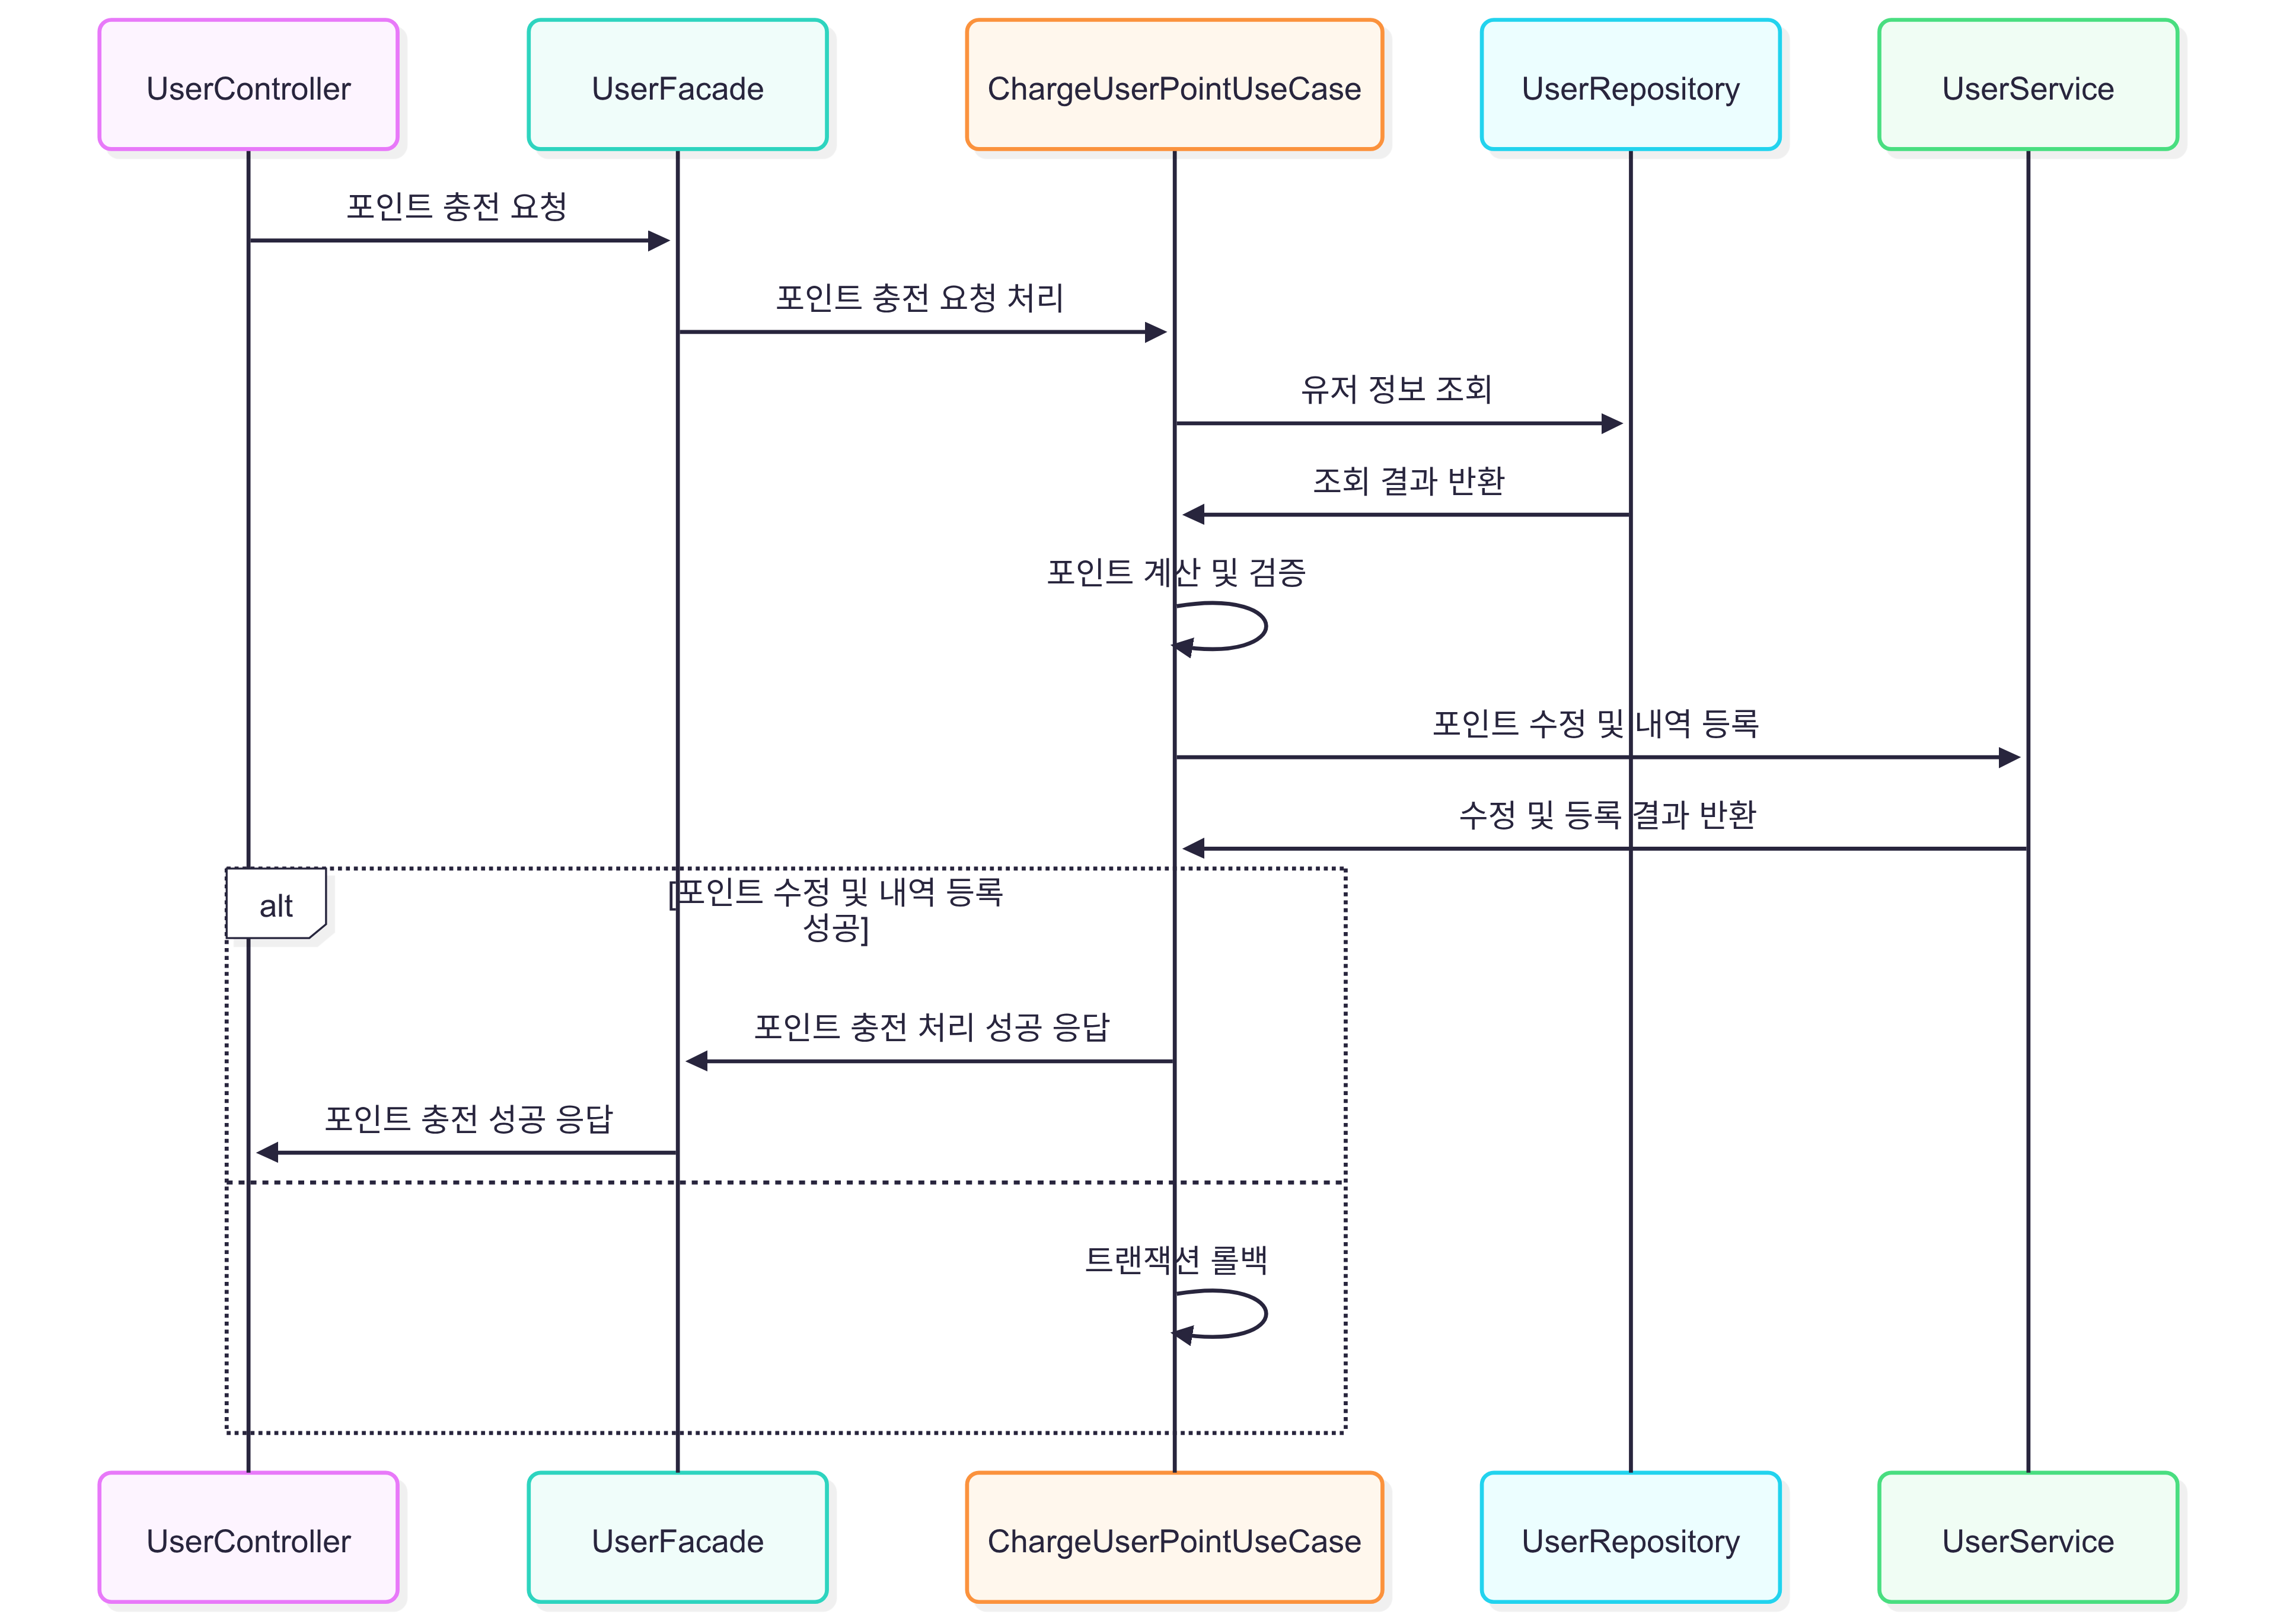 UserController
UserFacade
ChargeUserPointUseCase
UserRepository
UserService
포인트 충전 요청
포인트 충전 요청 처리
유저 정보 조회
조회 결과 반환
포인트 계산 및 검증
포인트 수정 및 내역 등록
수정 및 등록 결과 반환
alt
[포인트 수정 및 내역 등록
성공]
포인트 충전 처리 성공 응답
포인트 충전 성공 응답
트랜잭션 롤백
UserController
UserFacade
ChargeUserPointUseCase
UserRepository
UserService